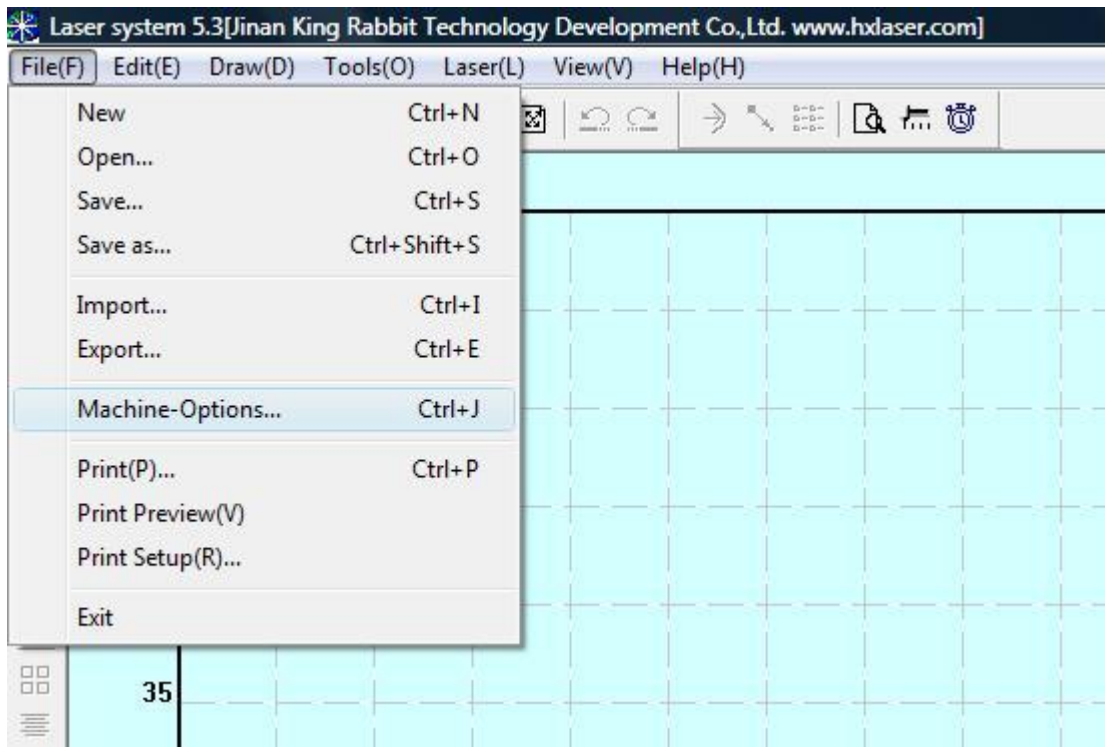 Laser system 5.3[Jinan King Rabbit Technology Development Co.,Ltd. www.hxlaser.com]
File(F) Edit(E) Draw(D) Tools(O) Laser(L) View(V) Help(H)
New Ctrl+N
Open... Ctrl+O
Save... Ctrl+S
Save as... Ctrl+Shift+S
Import... Ctrl+I
Export... Ctrl+E
Machine-Options... Ctrl+J
Print(P)... Ctrl+P
Print Preview(V)
Print Setup(R)...
Exit
35